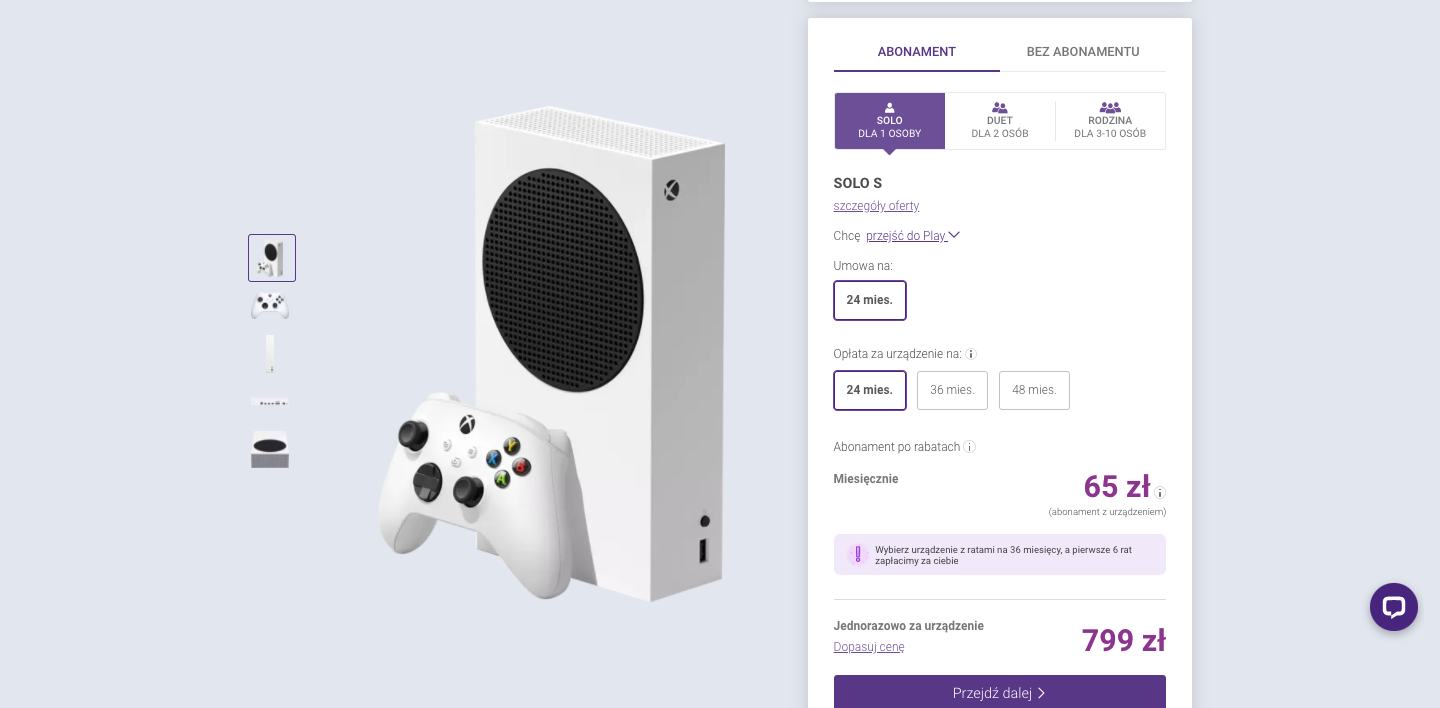 ABONAMENT
BEZ ABONAMENTU
SOLO
DLA 1 OSOBY
DUET
DLA 2 OSÓB
RODZINA
DLA 3-10 OSÓB
SOLO S
szczegóły oferty
Chcę przejść do Play
Umowa na:
24 mies.
Opłata za urządzenie na:
24 mies.
36 mies.
48 mies.
Abonament po rabatach
Miesięcznie
65 zł
(abonament z urządzeniem)
Wybierz urządzenie z ratami na 36 miesięcy, a pierwsze 6 rat
zapłacimy za ciebie
Jednorazowo za urządzenie
Dopasuj cenę
799 zł
Przejdź dalej
Y
X
B
A